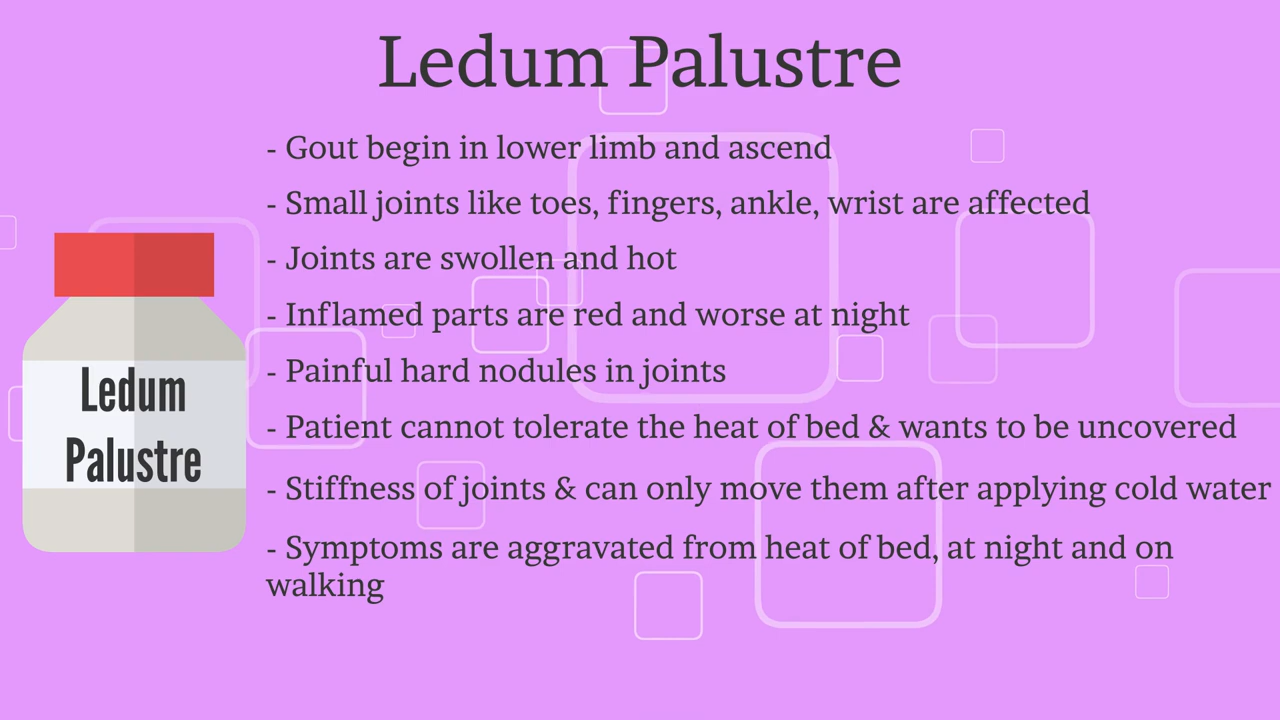 Ledum Palustre
- Gout begin in lower limb and ascend
- Small joints like toes, fingers, ankle, wrist are affected
- Joints are swollen and hot
- Inflamed parts are red and worse at night
- Painful hard nodules in joints
- Patient cannot tolerate the heat of bed & wants to be uncovered
- Stiffness of joints & can only move them after applying cold water
- Symptoms are aggravated from heat of bed, at night and on
walking
Ledum
Palustre